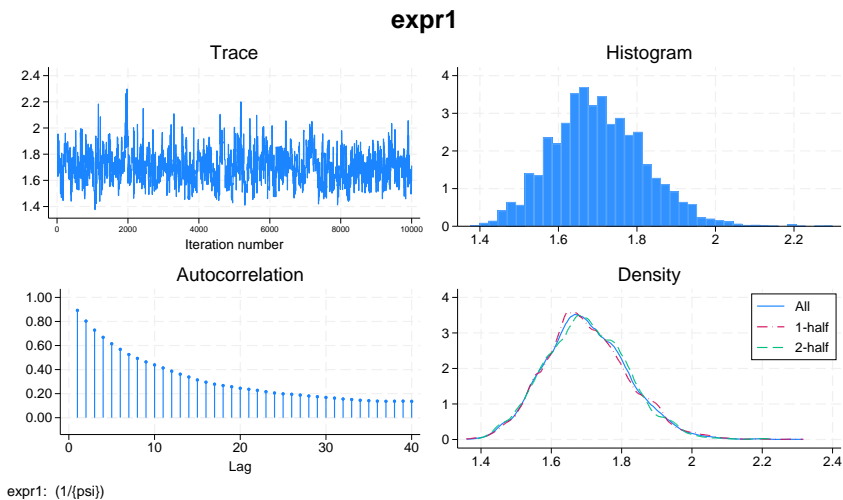 expr1
Trace
2.4
2.2
2
1.8
1.6
1.4
0 2000 4000 6000 8000 10000
Iteration number
Histogram
4
3
2
1
0
1.4 1.6 1.8 2 2.2
Autocorrelation
1.00
0.80
0.60
0.40
0.20
0.00
0 10 20 30 40
Lag
Density
4
3
2
1
0
1.4 1.6 1.8 2 2.2 2.4
All
1-half
2-half
expr1: (1/{psi})